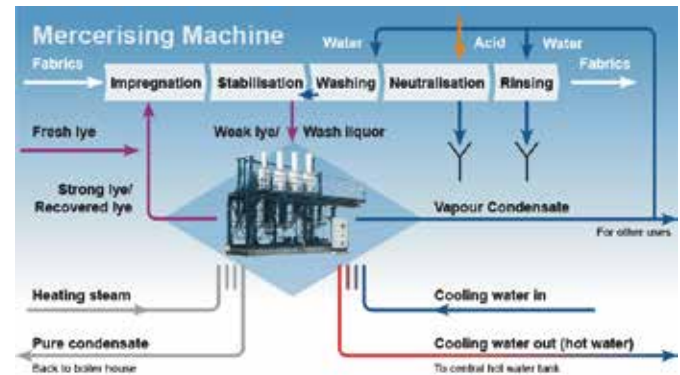 Mercerising Machine
Water
Acid
Water
Fabrics
Fabrics
Impregnation
Stabilisation
Washing
Neutralisation
Rinsing
Fresh lye
Weak lye/
Wash liquor
Strong lye/
Recovered lye
Vapour Condensate
For other uses
Heating steam
Cooling water in
Pure condensate
Cooling water out (hot water)
Back to boiler house
To central hot water tank